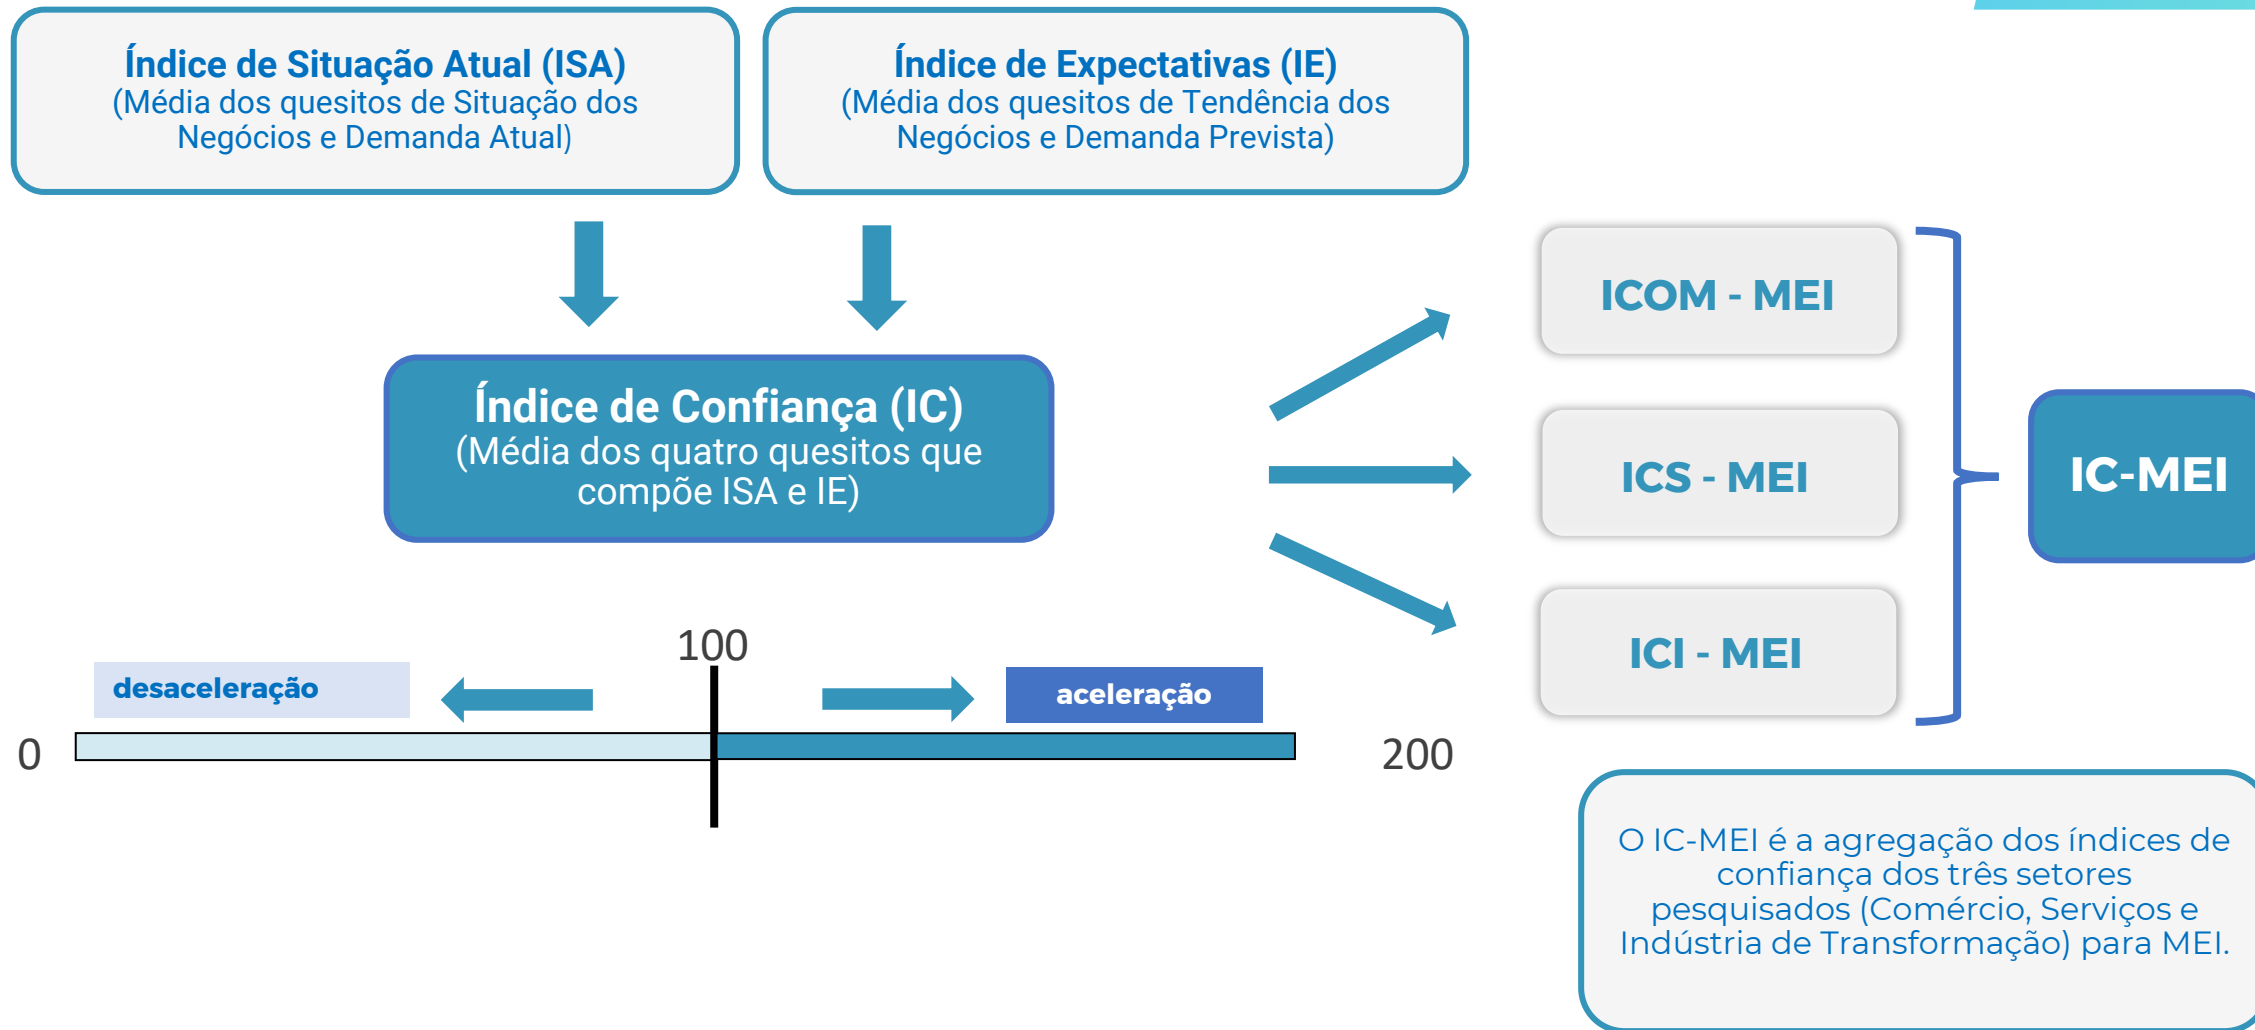 Índice de Situação Atual (ISA)
(Média dos quesitos de Situação dos
Negócios e Demanda Atual)
Índice de Expectativas (IE)
(Média dos quesitos de Tendência dos
Negócios e Demanda Prevista)
Índice de Confiança (IC)
(Média dos quatro quesitos que
compõe ISA e IE)
ICOM - MEI
ICS - MEI
ICI - MEI
IC-MEI
100
desaceleração
aceleração
0
200
O IC-MEI é a agregação dos índices de
confiança dos três setores
pesquisados (Comércio, Serviços e
Indústria de Transformação) para MEI.